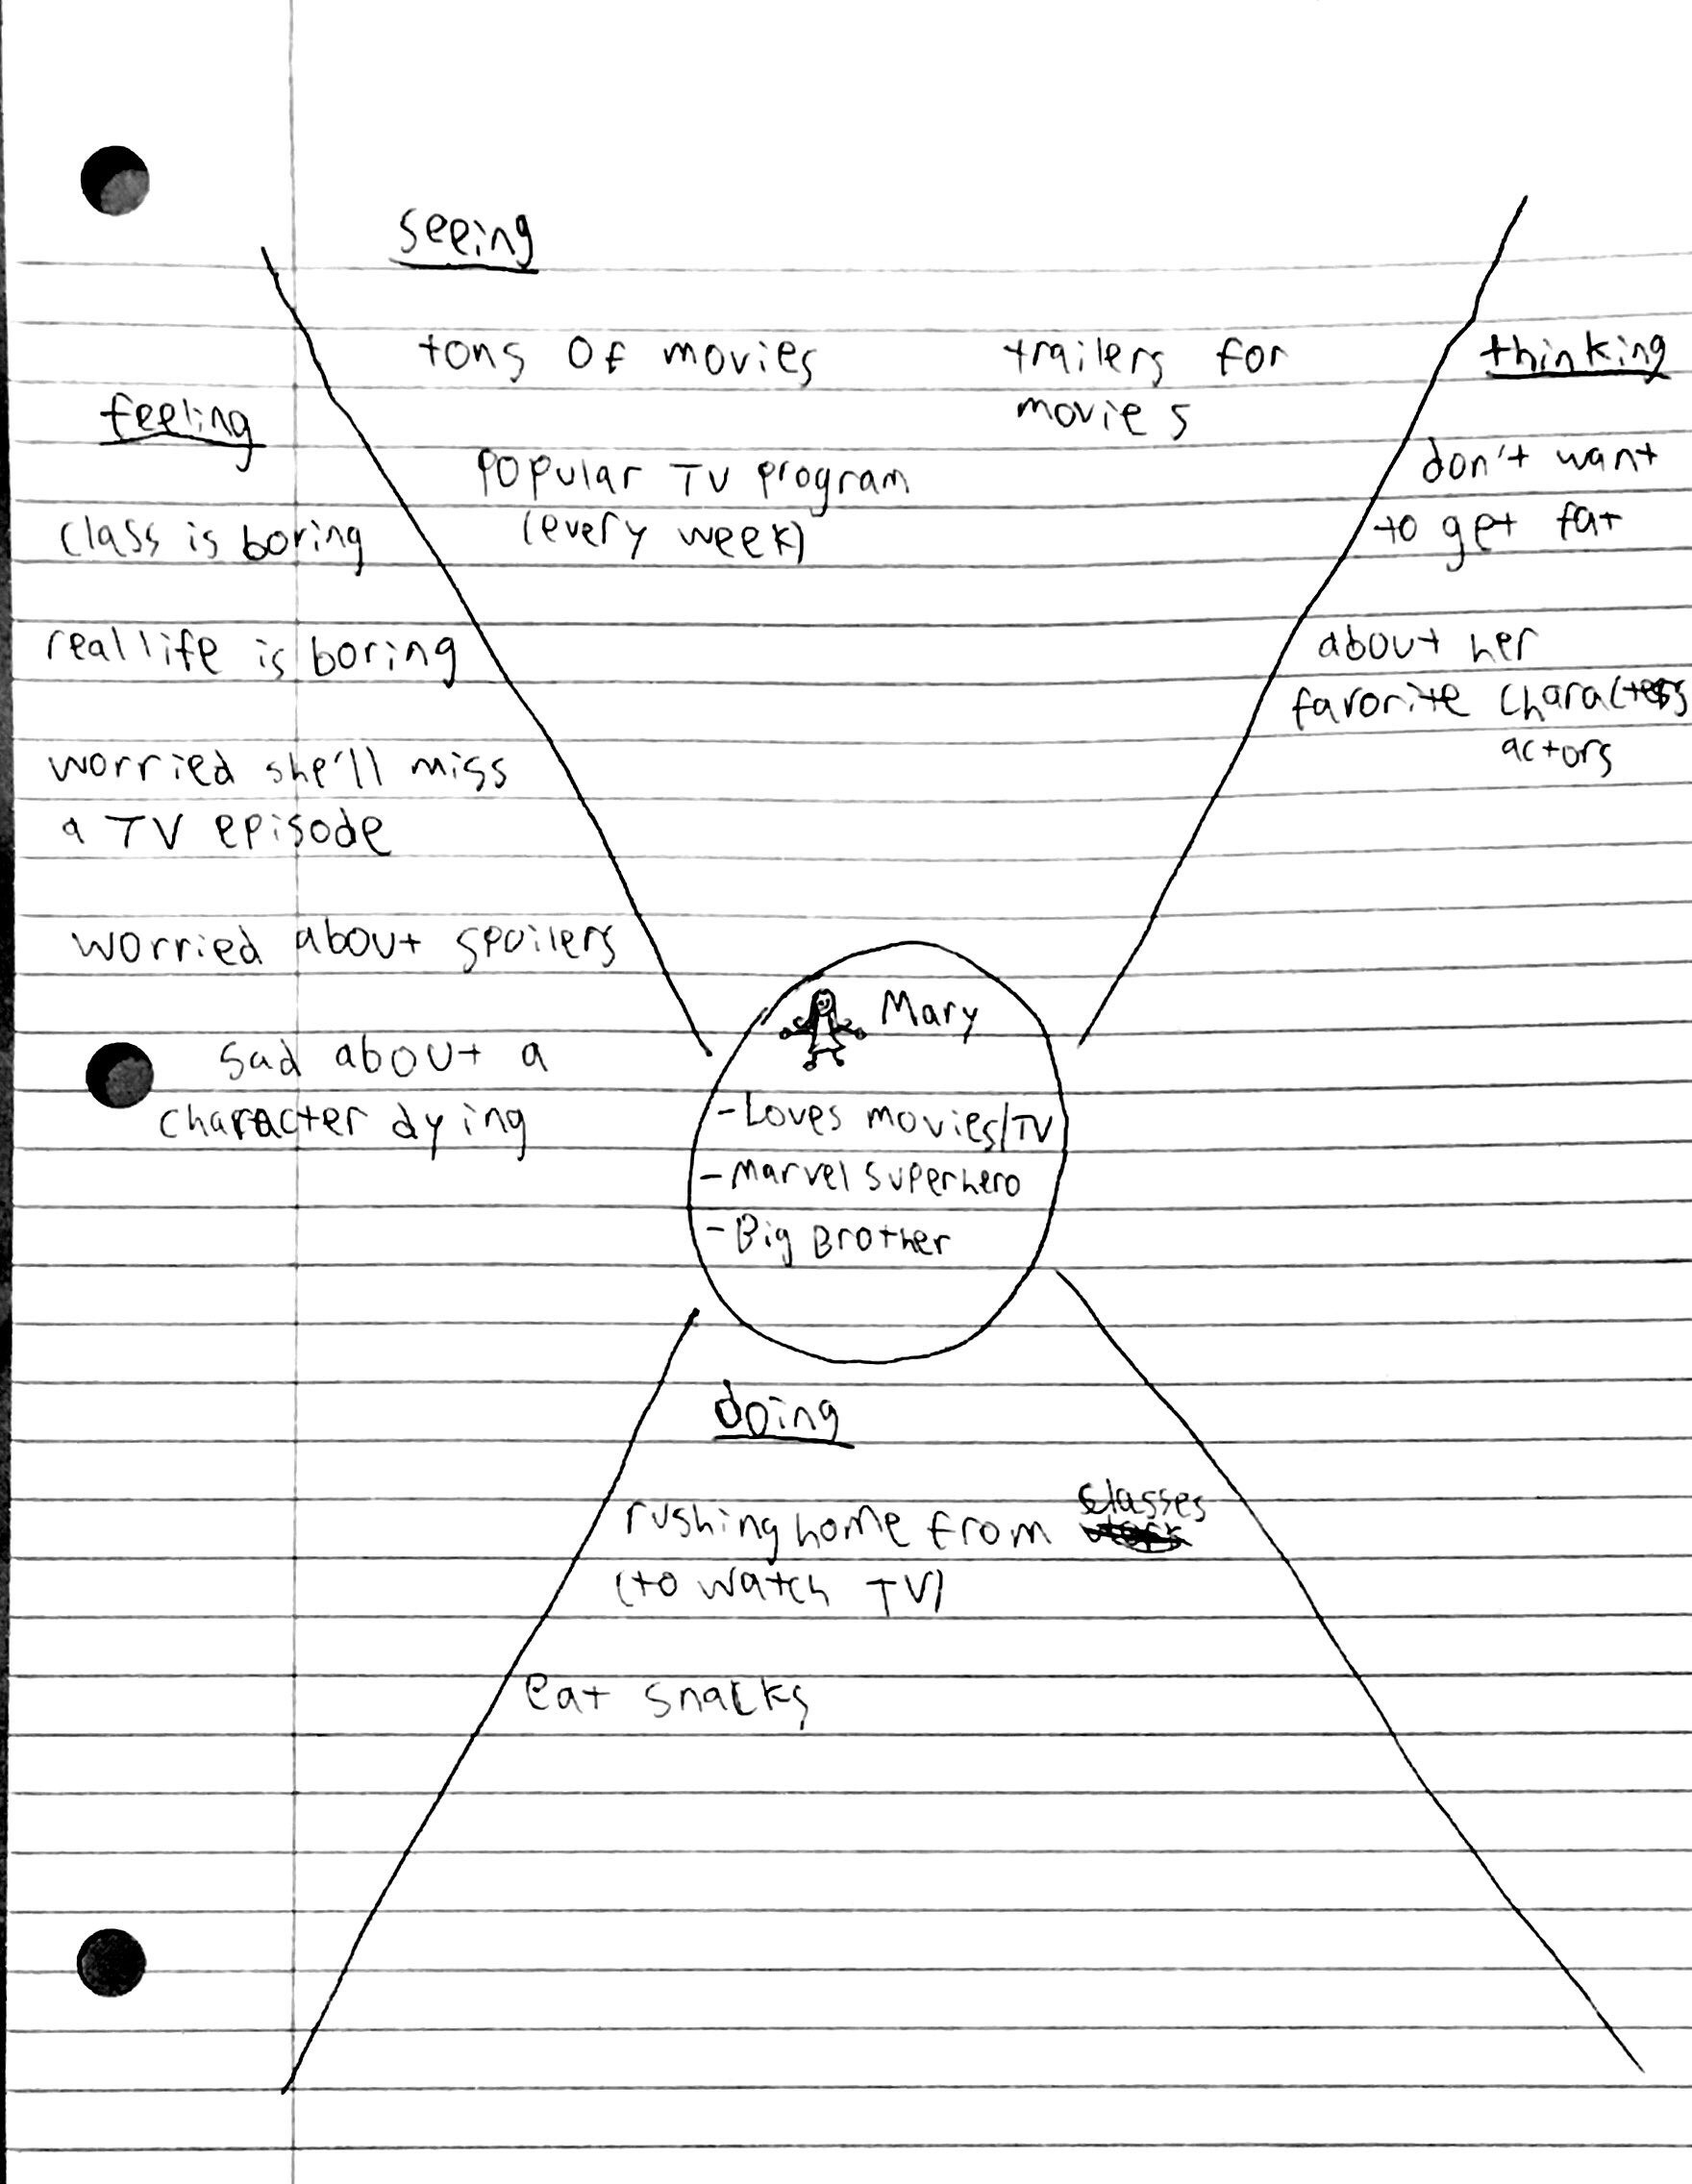 seeing
tons of movies
trailers for
movies
popular TV program
(every week)
thinking
don't want
to get fat
about her
favorite characters
actors
feeling
class is boring
real life is boring
worried she'll miss
a TV episode
worried about spoilers
sad about a
character dying
Mary
-Loves movies/TV
-Marvel superhero
-Big Brother
doing
rushing home from classes
(to watch TV)
eat snacks